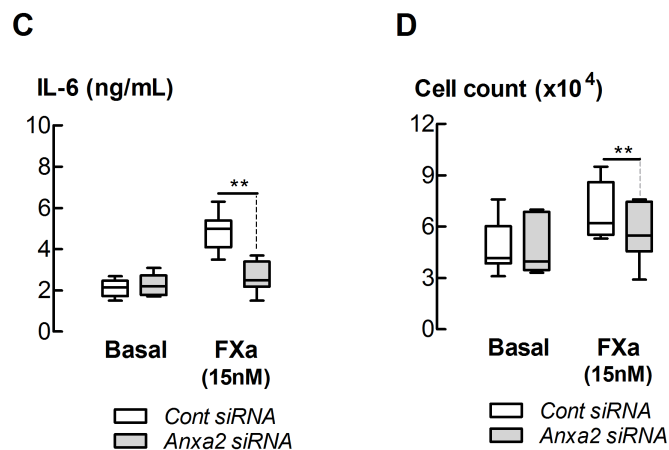 C
IL-6 (ng/mL)
10
8
6
4
2
0
**
Basal
FXa
(15nM)
Cont siRNA
Anxa2 siRNA
D
Cell count (x10⁴)
12
9
6
3
0
**
Basal
FXa
(15nM)
Cont siRNA
Anxa2 siRNA